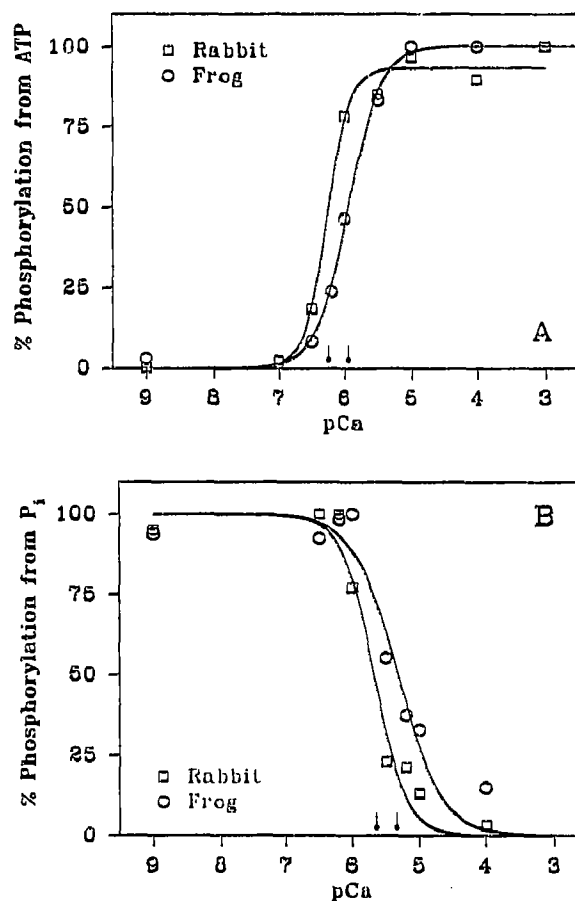 % Phosphorylation from ATP
100
75
50
25
0
Rabbit
Frog
A
9 8 7 6 5 4 3
pCa
% Phosphorylation from Pi
100
75
50
25
0
B
Rabbit
Frog
9 8 7 6 5 4 3
pCa